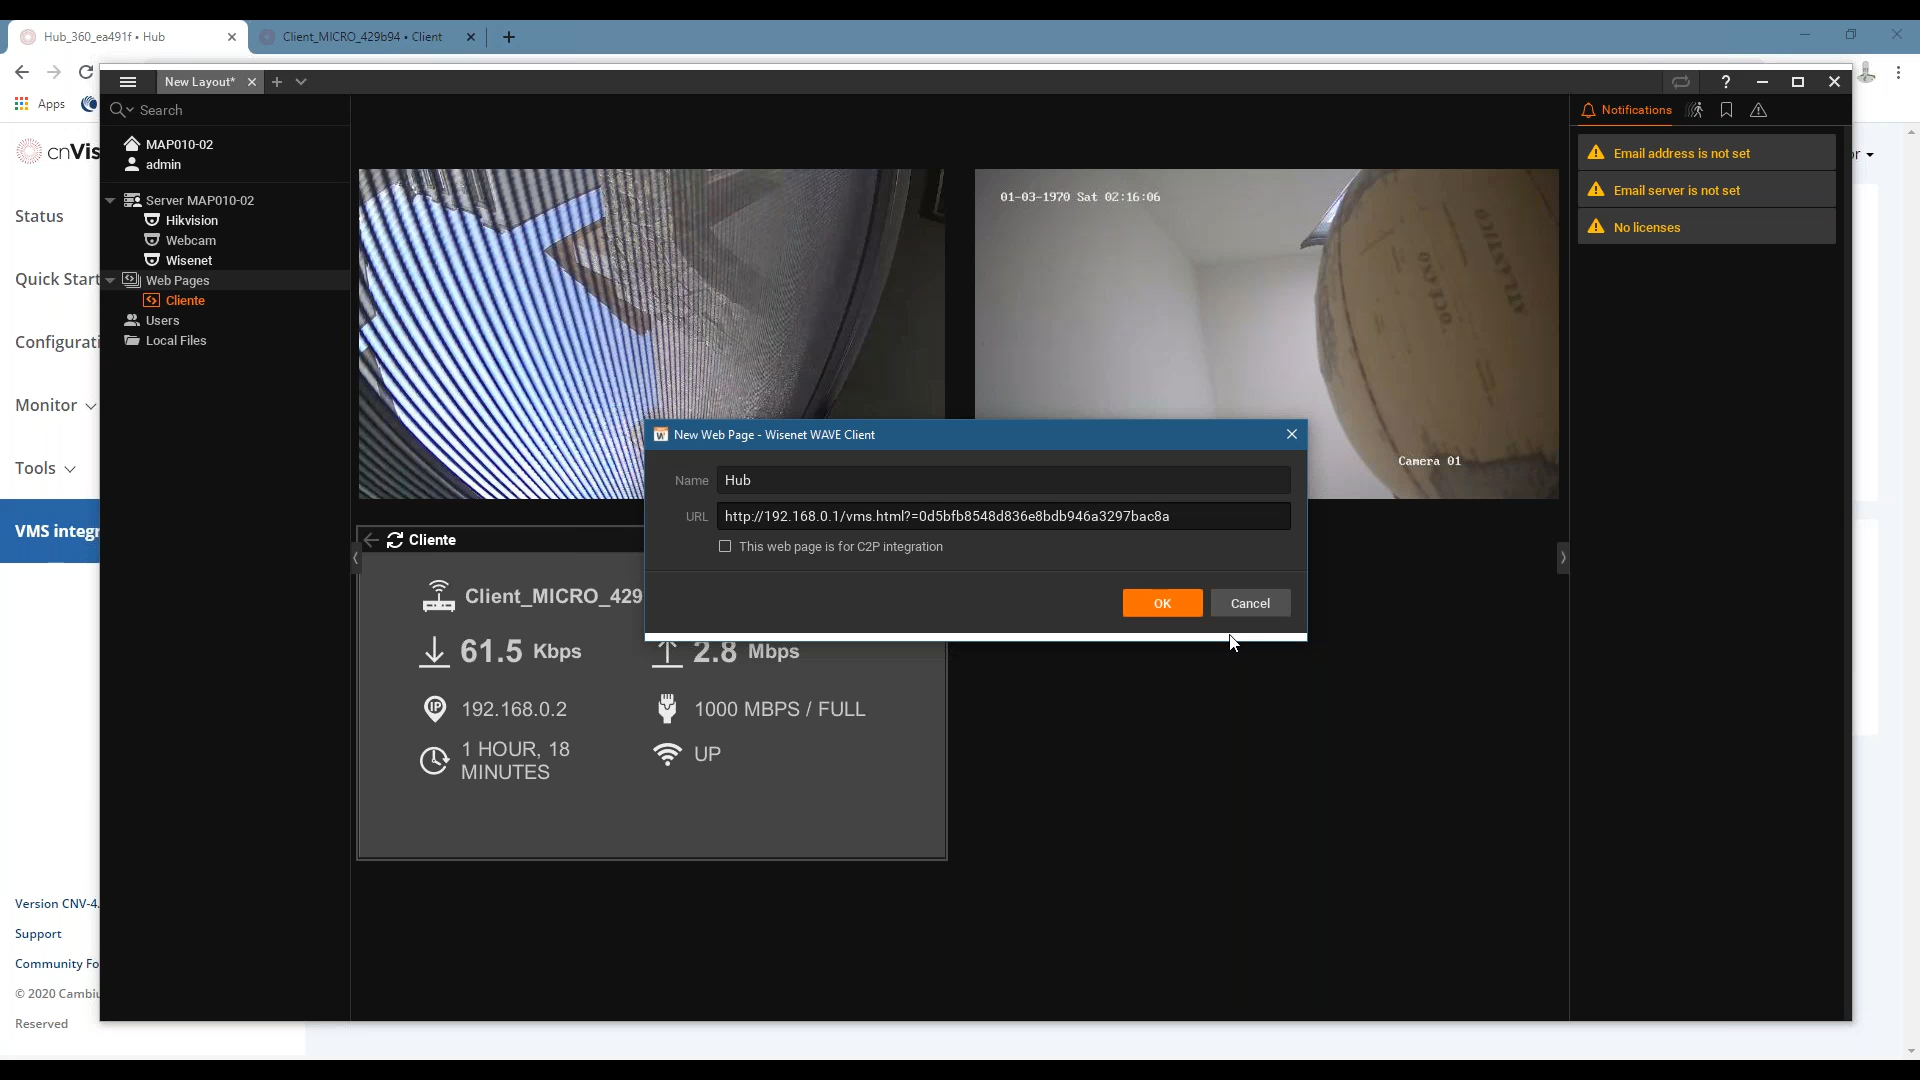 Hub_360_ea491f • Hub
Client_MICRO_429b94 • Client
Apps
New Layout*
Search
MAP010-02
admin
Server MAP010-02
Hikvision
Webcam
Wisenet
Web Pages
Cliente
Users
Local Files
cnVis
Status
Quick Start
Configurati
Monitor
Tools
VMS integr
Version CNV-4.
Support
Community Fo
© 2020 Cambiu
Reserved
01-03-1970 Sat 02:16:06
Camera 01
ATLANTICO
OCEANO
New Web Page - Wisenet WAVE Client
Name Hub
URL http://192.168.0.1/vms.html?=0d5bfb8548d836e8bdb946a3297bac8a
This web page is for C2P integration
OK
Cancel
Cliente
Client_MICRO_429
61.5 Kbps
2.8 Mbps
IP 192.168.0.2
1000 MBPS / FULL
1 HOUR, 18
MINUTES
UP
Notifications
Email address is not set
Email server is not set
No licenses